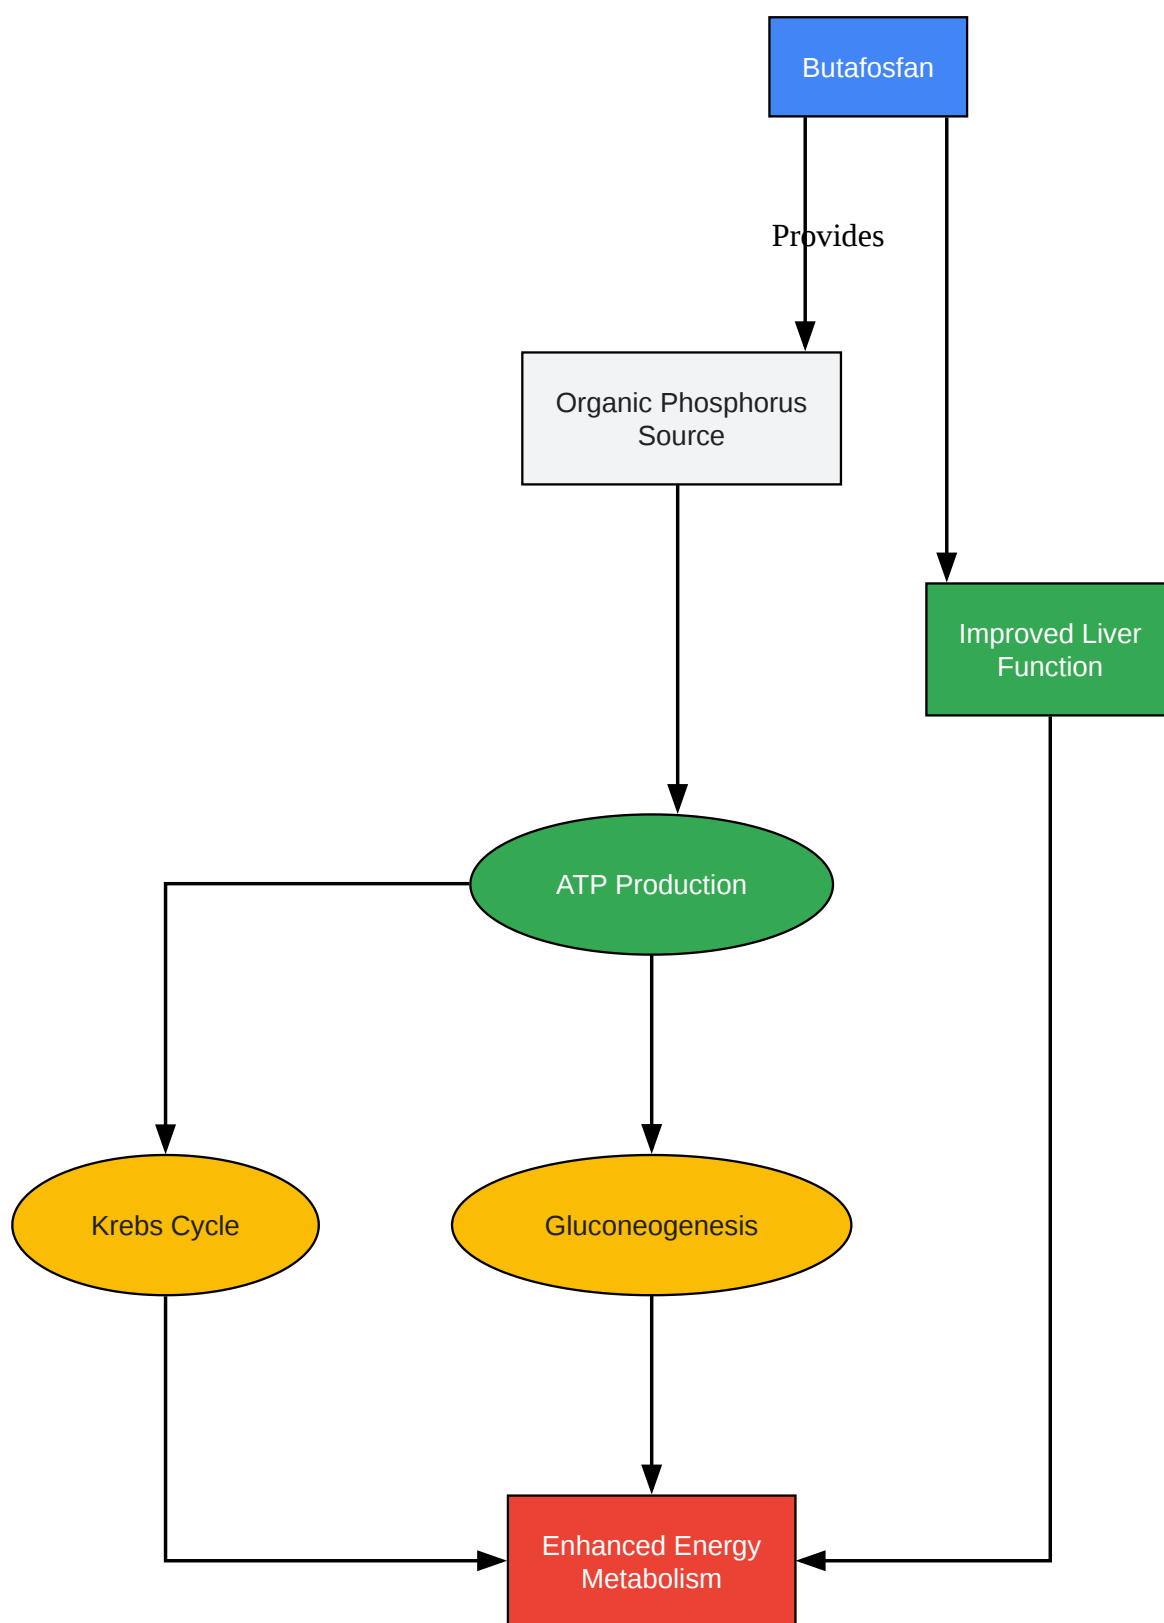 Butafosfan
Provides
Organic Phosphorus
Source
Improved Liver
Function
ATP Production
Krebs Cycle
Gluconeogenesis
Enhanced Energy
Metabolism